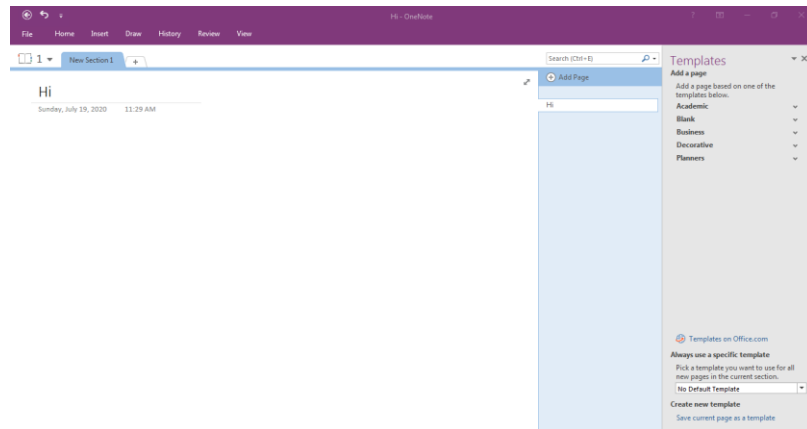 Hi - OneNote
File Home Insert Draw History Review View
1 New Section 1
Search (Ctrl+E)
Hi
Sunday, July 19, 2020 11:29 AM
Add Page
Hi
Templates
Add a page
Add a page based on one of the
templates below.
Academic
Blank
Business
Decorative
Planners
Templates on Office.com
Always use a specific template
Pick a template you want to use for all
new pages in the current section.
No Default Template
Create new template
Save current page as a template